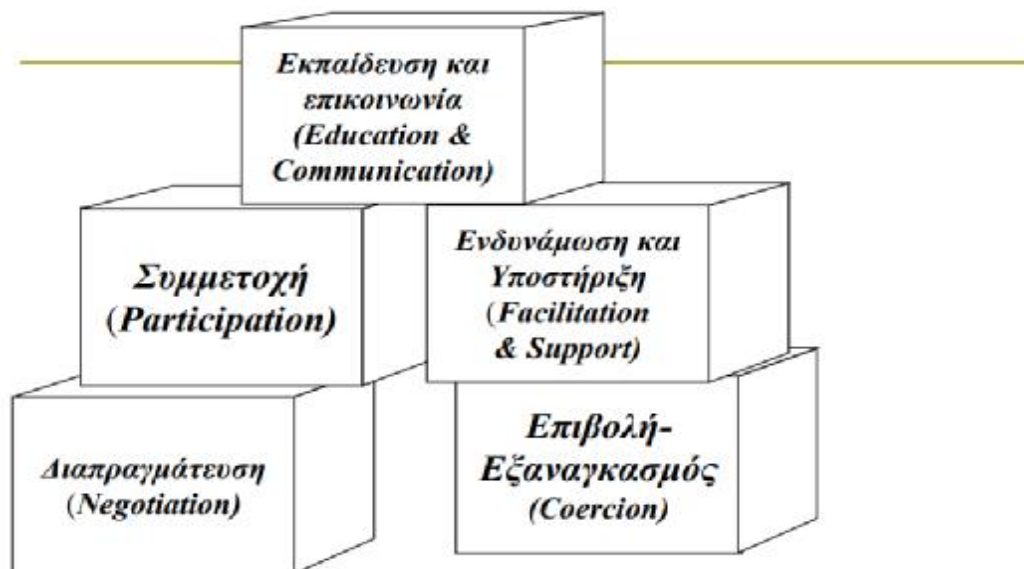 Εκπαίδευση και
επικοινωνία
(Education &
Communication)
Συμμετοχή
(Participation)
Ενδυνάμωση και
Υποστήριξη
(Facilitation
& Support)
Διαπραγμάτευση
(Negotiation)
Επιβολή-
Εξαναγκασμός
(Coercion)